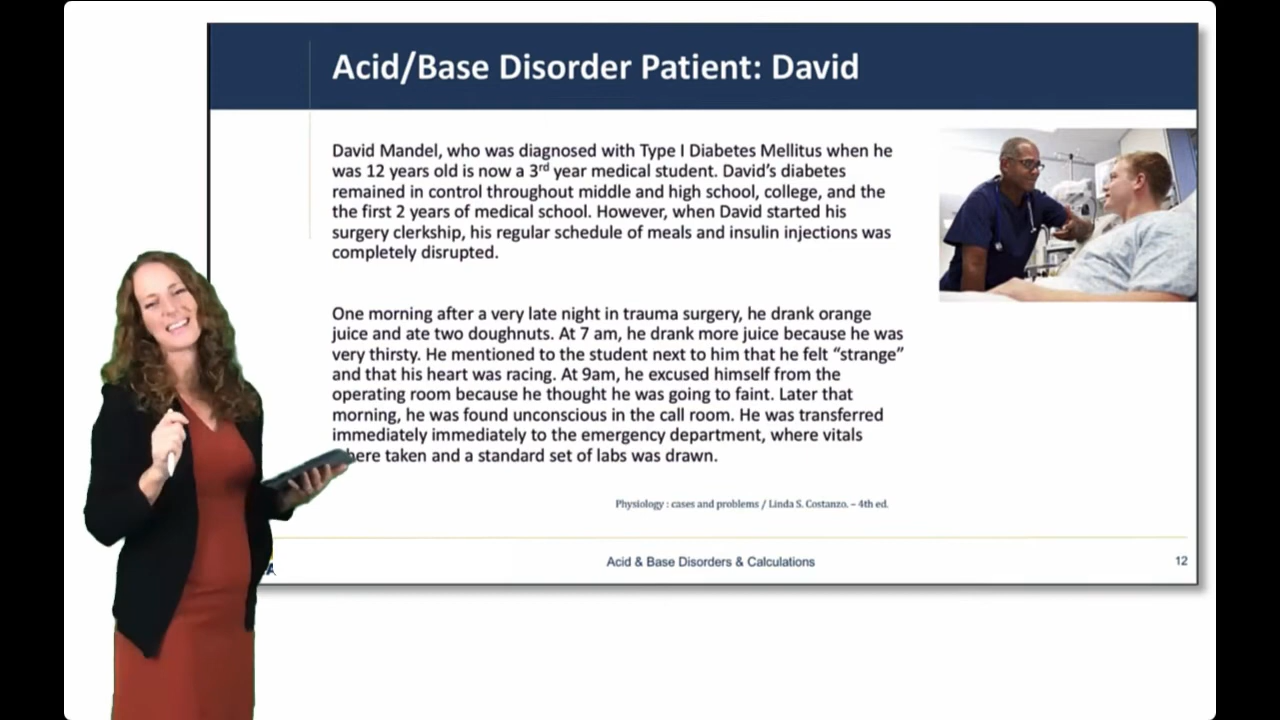 Acid/Base Disorder Patient: David
David Mandel, who was diagnosed with Type I Diabetes Mellitus when he
was 12 years old is now a 3rd year medical student. David's diabetes
remained in control throughout middle and high school, college, and the
the first 2 years of medical school. However, when David started his
surgery clerkship, his regular schedule of meals and insulin injections was
completely disrupted.
One morning after a very late night in trauma surgery, he drank orange
juice and ate two doughnuts. At 7 am, he drank more juice because he was
very thirsty. He mentioned to the student next to him that he felt “strange”
and that his heart was racing. At 9am, he excused himself from the
operating room because he thought he was going to faint. Later that
morning, he was found unconscious in the call room. He was transferred
immediately immediately to the emergency department, where vitals
here taken and a standard set of labs was drawn.
Physiology : cases and problems / Linda S. Costanzo. – 4th ed.
Acid & Base Disorders & Calculations
12